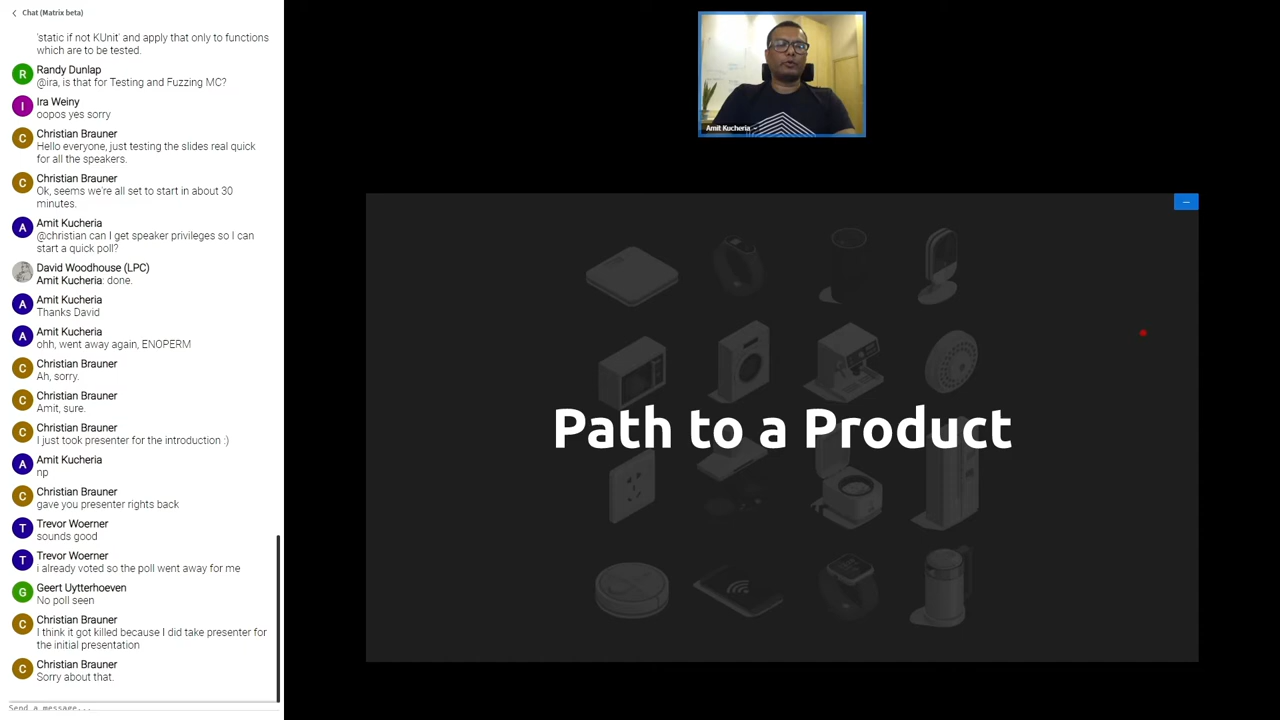 Chat (Matrix beta)
'static if not KUnit' and apply that only to functions
which are to be tested.
R
Randy Dunlap
@ira, is that for Testing and Fuzzing MC?
I
Ira Weiny
oopos yes sorry
C
Christian Brauner
Hello everyone, just testing the slides real quick
for all the speakers.
C
Christian Brauner
Ok, seems we're all set to start in about 30
minutes.
A
Amit Kucheria
@christian can I get speaker privileges so I can
start a quick poll?
David Woodhouse (LPC)
Amit Kucheria: done.
A
Amit Kucheria
Thanks David
A
Amit Kucheria
ohh, went away again, ENOPERM
C
Christian Brauner
Ah, sorry.
C
Christian Brauner
Amit, sure.
C
Christian Brauner
I just took presenter for the introduction :)
A
Amit Kucheria
np
C
Christian Brauner
gave you presenter rights back
T
Trevor Woerner
sounds good
T
Trevor Woerner
i already voted so the poll went away for me
G
Geert Uytterhoeven
No poll seen
C
Christian Brauner
I think it got killed because I did take presenter for
the initial presentation
C
Christian Brauner
Sorry about that.
Send a message...
Amit Kucheria
Path to a Product